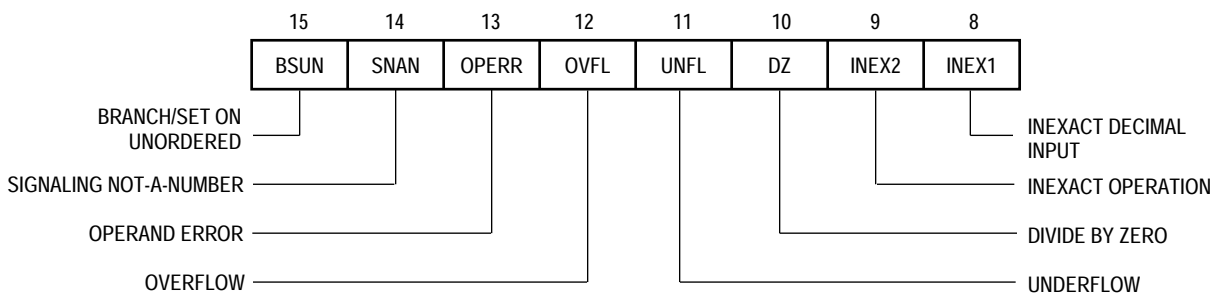 15 14 13 12 11 10 9 8
BSUN SNAN OPERR OVFL UNFL DZ INEX2 INEX1
BRANCH/SET ON
UNORDERED
INEXACT DECIMAL
INPUT
SIGNALING NOT-A-NUMBER
INEXACT OPERATION
OPERAND ERROR
DIVIDE BY ZERO
OVERFLOW
UNDERFLOW